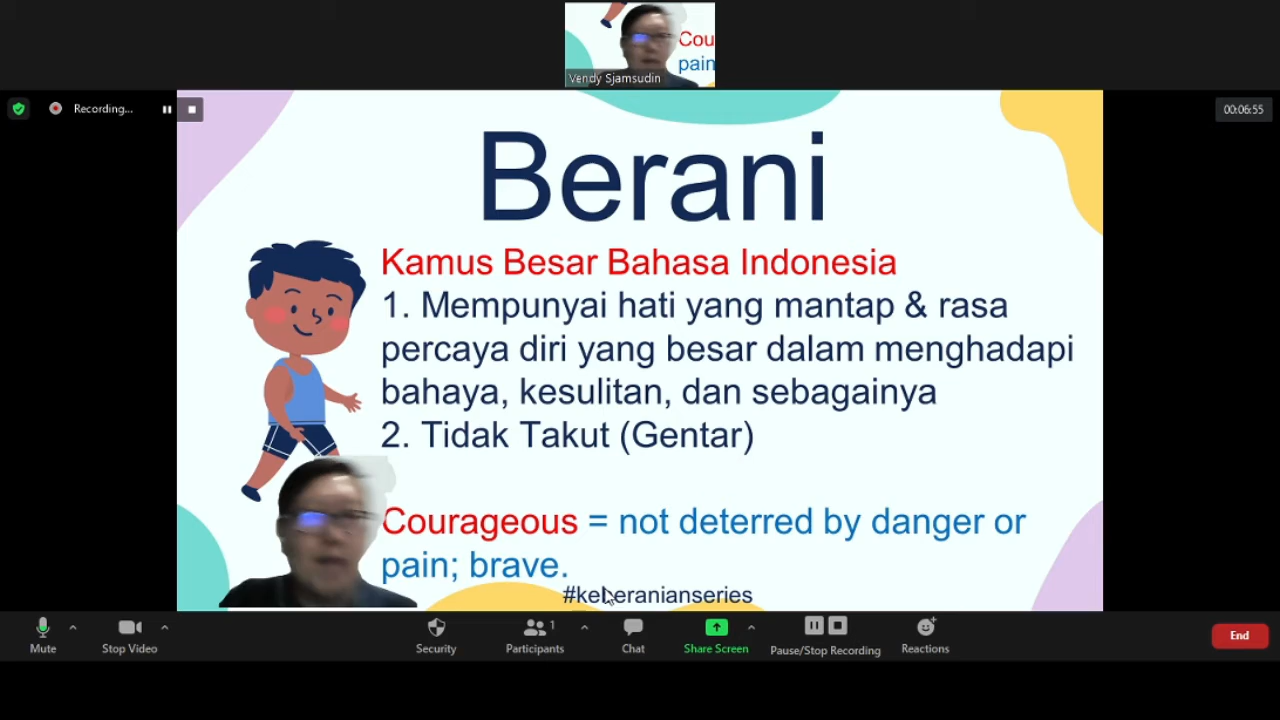 Cou
pain
Vendy Sjamsudin
Recording...
00:06:55
Berani
Kamus Besar Bahasa Indonesia
1. Mempunyai hati yang mantap & rasa
percaya diri yang besar dalam menghadapi
bahaya, kesulitan, dan sebagainya
2. Tidak Takut (Gentar)
Courageous = not deterred by danger or
pain; brave.
#keberanianseries
Mute
Stop Video
Security
Participants
1
Chat
Share Screen
Pause/Stop Recording
Reactions
End